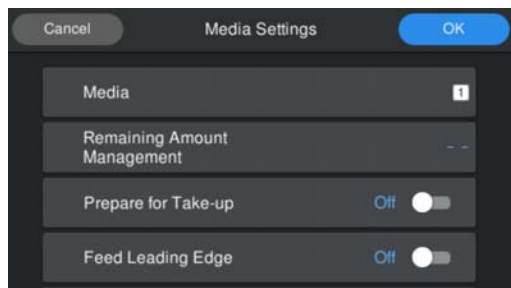 Cancel Media Settings OK
Media 1
Remaining Amount
Management - -
Prepare for Take-up Off
Feed Leading Edge Off